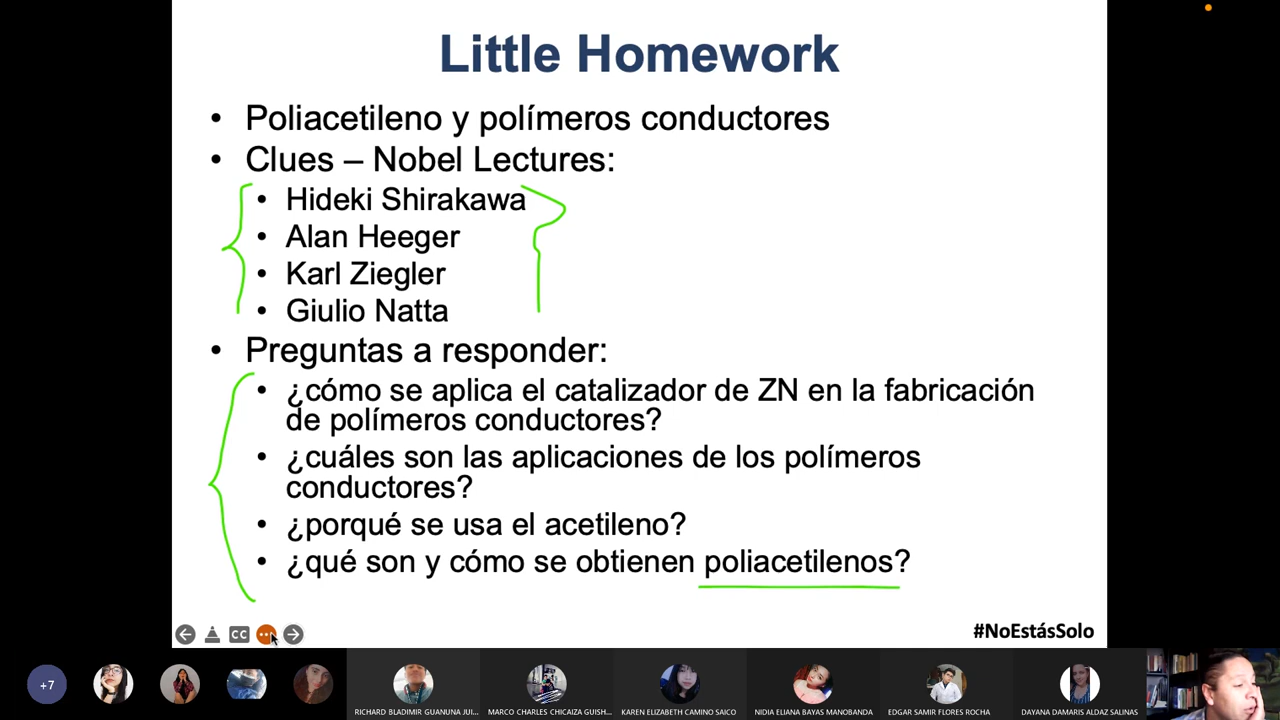 Little Homework
• Poliacetileno y polímeros conductores
• Clues – Nobel Lectures:
• Hideki Shirakawa
• Alan Heeger
• Karl Ziegler
• Giulio Natta
• Preguntas a responder:
• ¿cómo se aplica el catalizador de ZN en la fabricación
de polímeros conductores?
• ¿cuáles son las aplicaciones de los polímeros
conductores?
• ¿porqué se usa el acetileno?
• ¿qué son y cómo se obtienen poliacetilenos?
CC
#NoEstásSolo
+7
RICHARD BLADIMIR GUANUNA JUI...
MARCO CHARLES CHICAIZA GUISH...
KAREN ELIZABETH CAMINO SAICO
NIDIA ELIANA BAYAS MANOBANDA
EDGAR SAMIR FLORES ROCHA
DAYANA DAMARIS ALDAZ SALINAS